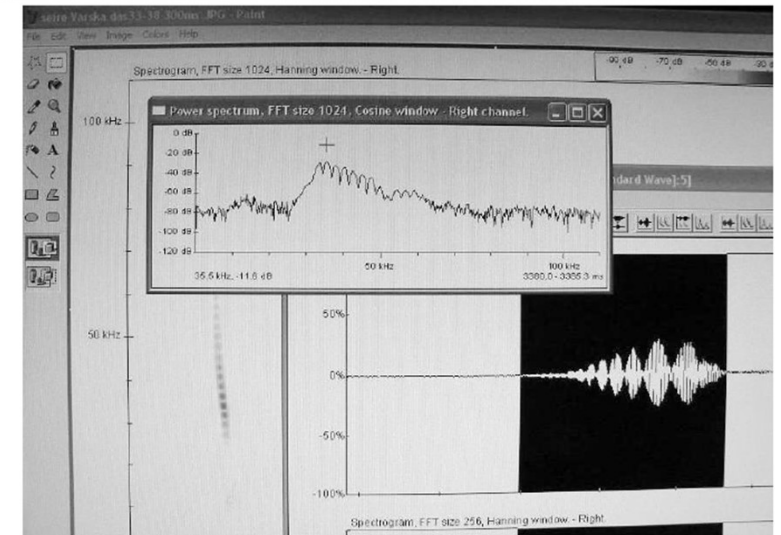 seire Varska das33-38-300ms .JPG - Paint
File Edit View Image Colors Help
Spectrogram, FFT size 1024, Hanning window. - Right.
-90 dB -70 dB -50 dB -30 d
100 kHz
50 kHz
Power spectrum, FFT size 1024, Cosine window - Right channel.
0 dB
-20 dB
-40 dB
-60 dB
-80 dB
-100 dB
-120 dB
50 kHz 100 kHz
35.5 kHz, -11.8 dB 3380.0 - 3385.3 ms
dard Wave]:5]
50%
0%
-50%
-100%
Spectrogram, FFT size 256, Hanning window. - Right.